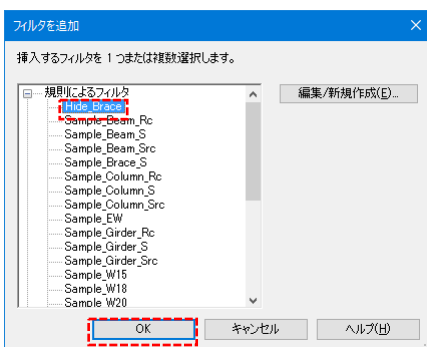 フィルタを追加
挿入するフィルタを 1 つまたは複数選択します。
規則によるフィルタ
編集/新規作成(E)...
Hide_Brace
Sample_Beam_Rc
Sample_Beam_S
Sample_Beam_Src
Sample_Brace_S
Sample_Column_Rc
Sample_Column_S
Sample_Column_Src
Sample_EW
Sample_Girder_Rc
Sample_Girder_S
Sample_Girder_Src
Sample_W15
Sample_W18
Sample_W20
OK
キャンセル
ヘルプ(H)